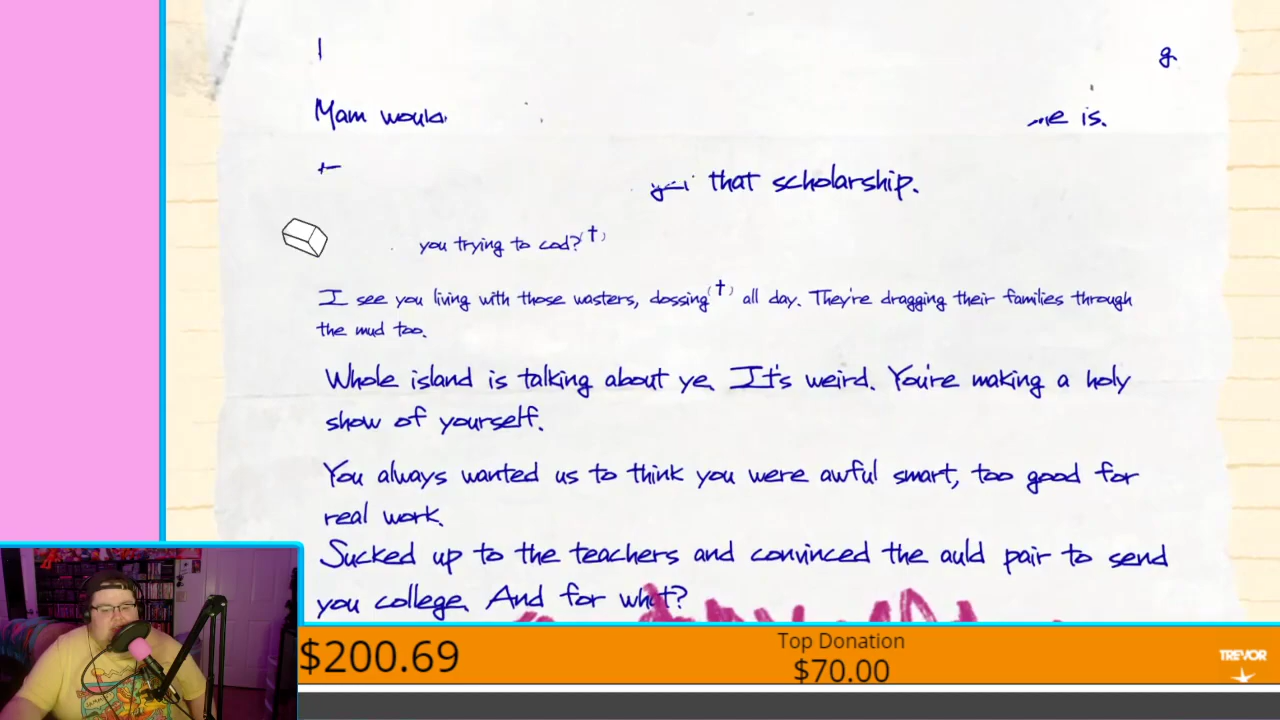 Mam would
is.
that scholarship.
you trying to cod?(†)
I see you living with those wasters, dossing(†) all day. They're dragging their families through
the mud too.
Whole island is talking about ye. It's weird. You're making a holy
show of yourself.
You always wanted us to think you were awful smart, too good for
real work.
Sucked up to the teachers and convinced the auld pair to send
you college. And for what?
$200.69
Top Donation
$70.00
TREVOR